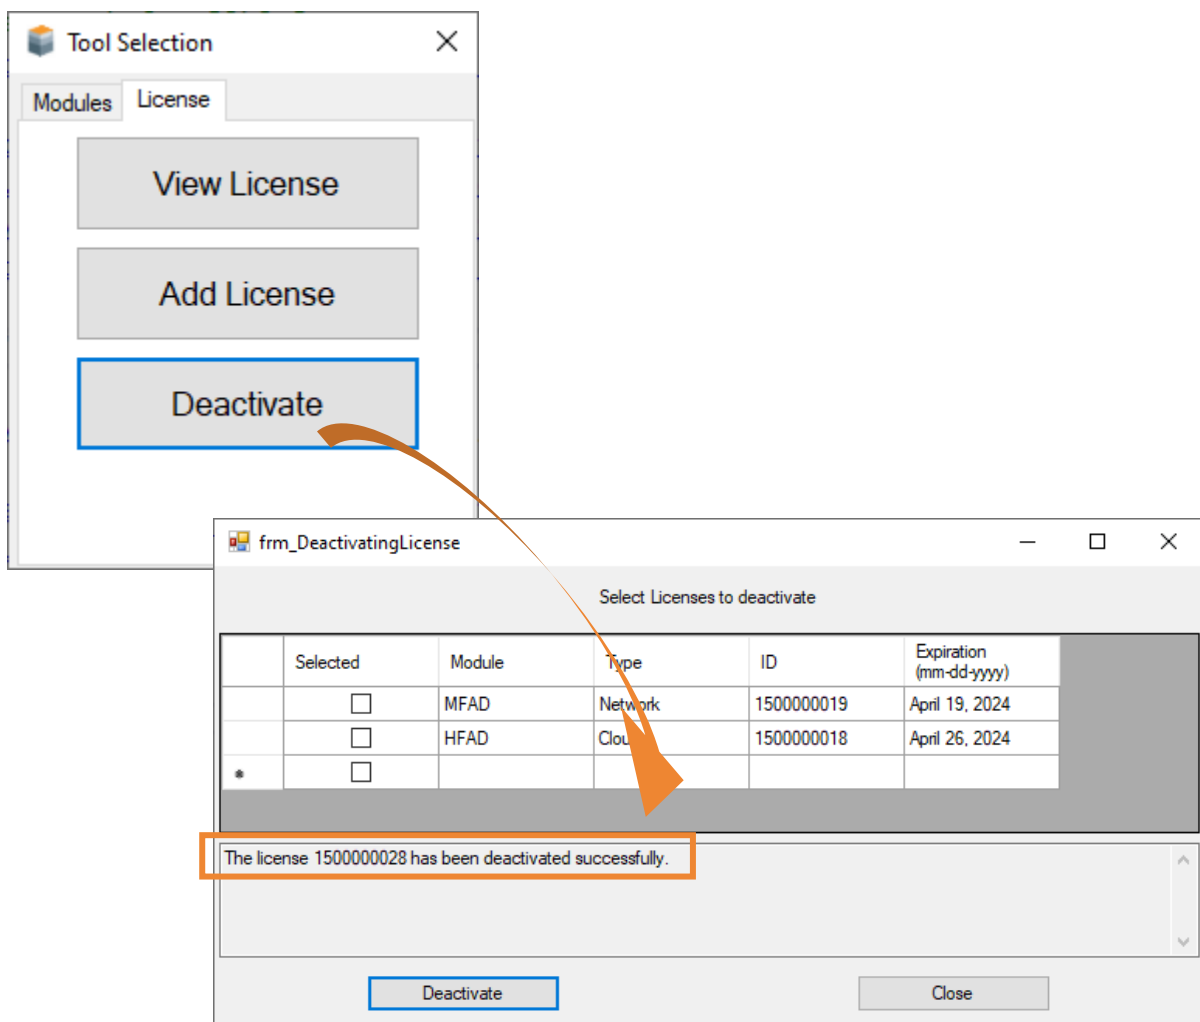 Tool Selection
Modules
License
View License
Add License
Deactivate
frm_DeactivatingLicense
Select Licenses to deactivate
Selected Module Type ID Expiration (mm-dd-yyyy)
MFAD Network 1500000019 April 19, 2024
HFAD Cloud 1500000018 April 26, 2024
The license 1500000028 has been deactivated successfully.
Deactivate
Close